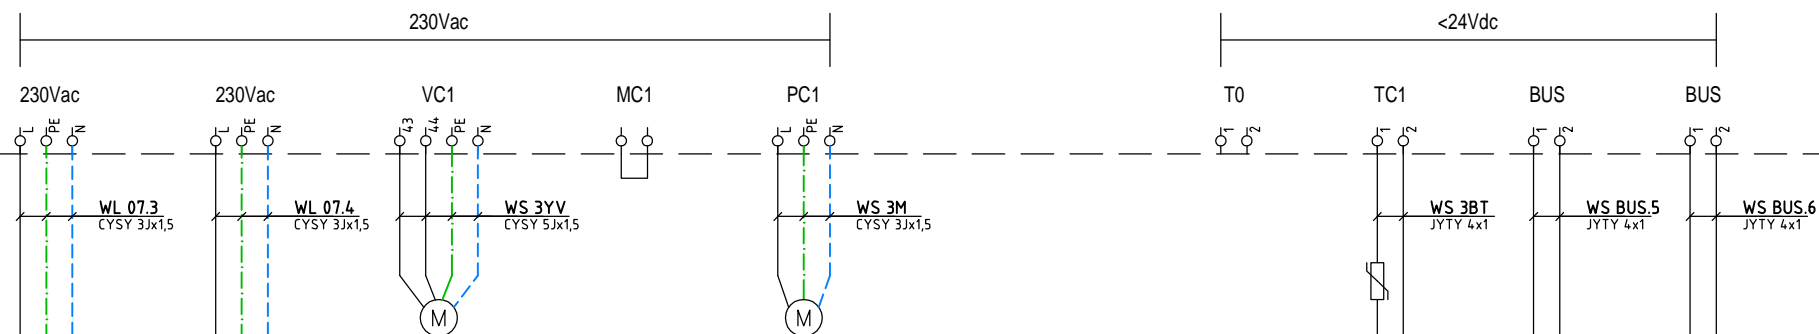 230Vac <24Vdc
230Vac 230Vac VC1 MC1 PC1 T0 TC1 BUS BUS
L PE N L PE N 43 44 PE N L PE N 1 2 1 2 1 2 1 2
WL 07.3 WL 07.4 WS 3YV WS 3M WS 3BT WS BUS.5 WS BUS.6
CYSY 3Jx1,5 CYSY 3Jx1,5 CYSY 5Jx1,5 CYSY 3Jx1,5 JYTY 4x1 JYTY 4x1 JYTY 4x1
M M